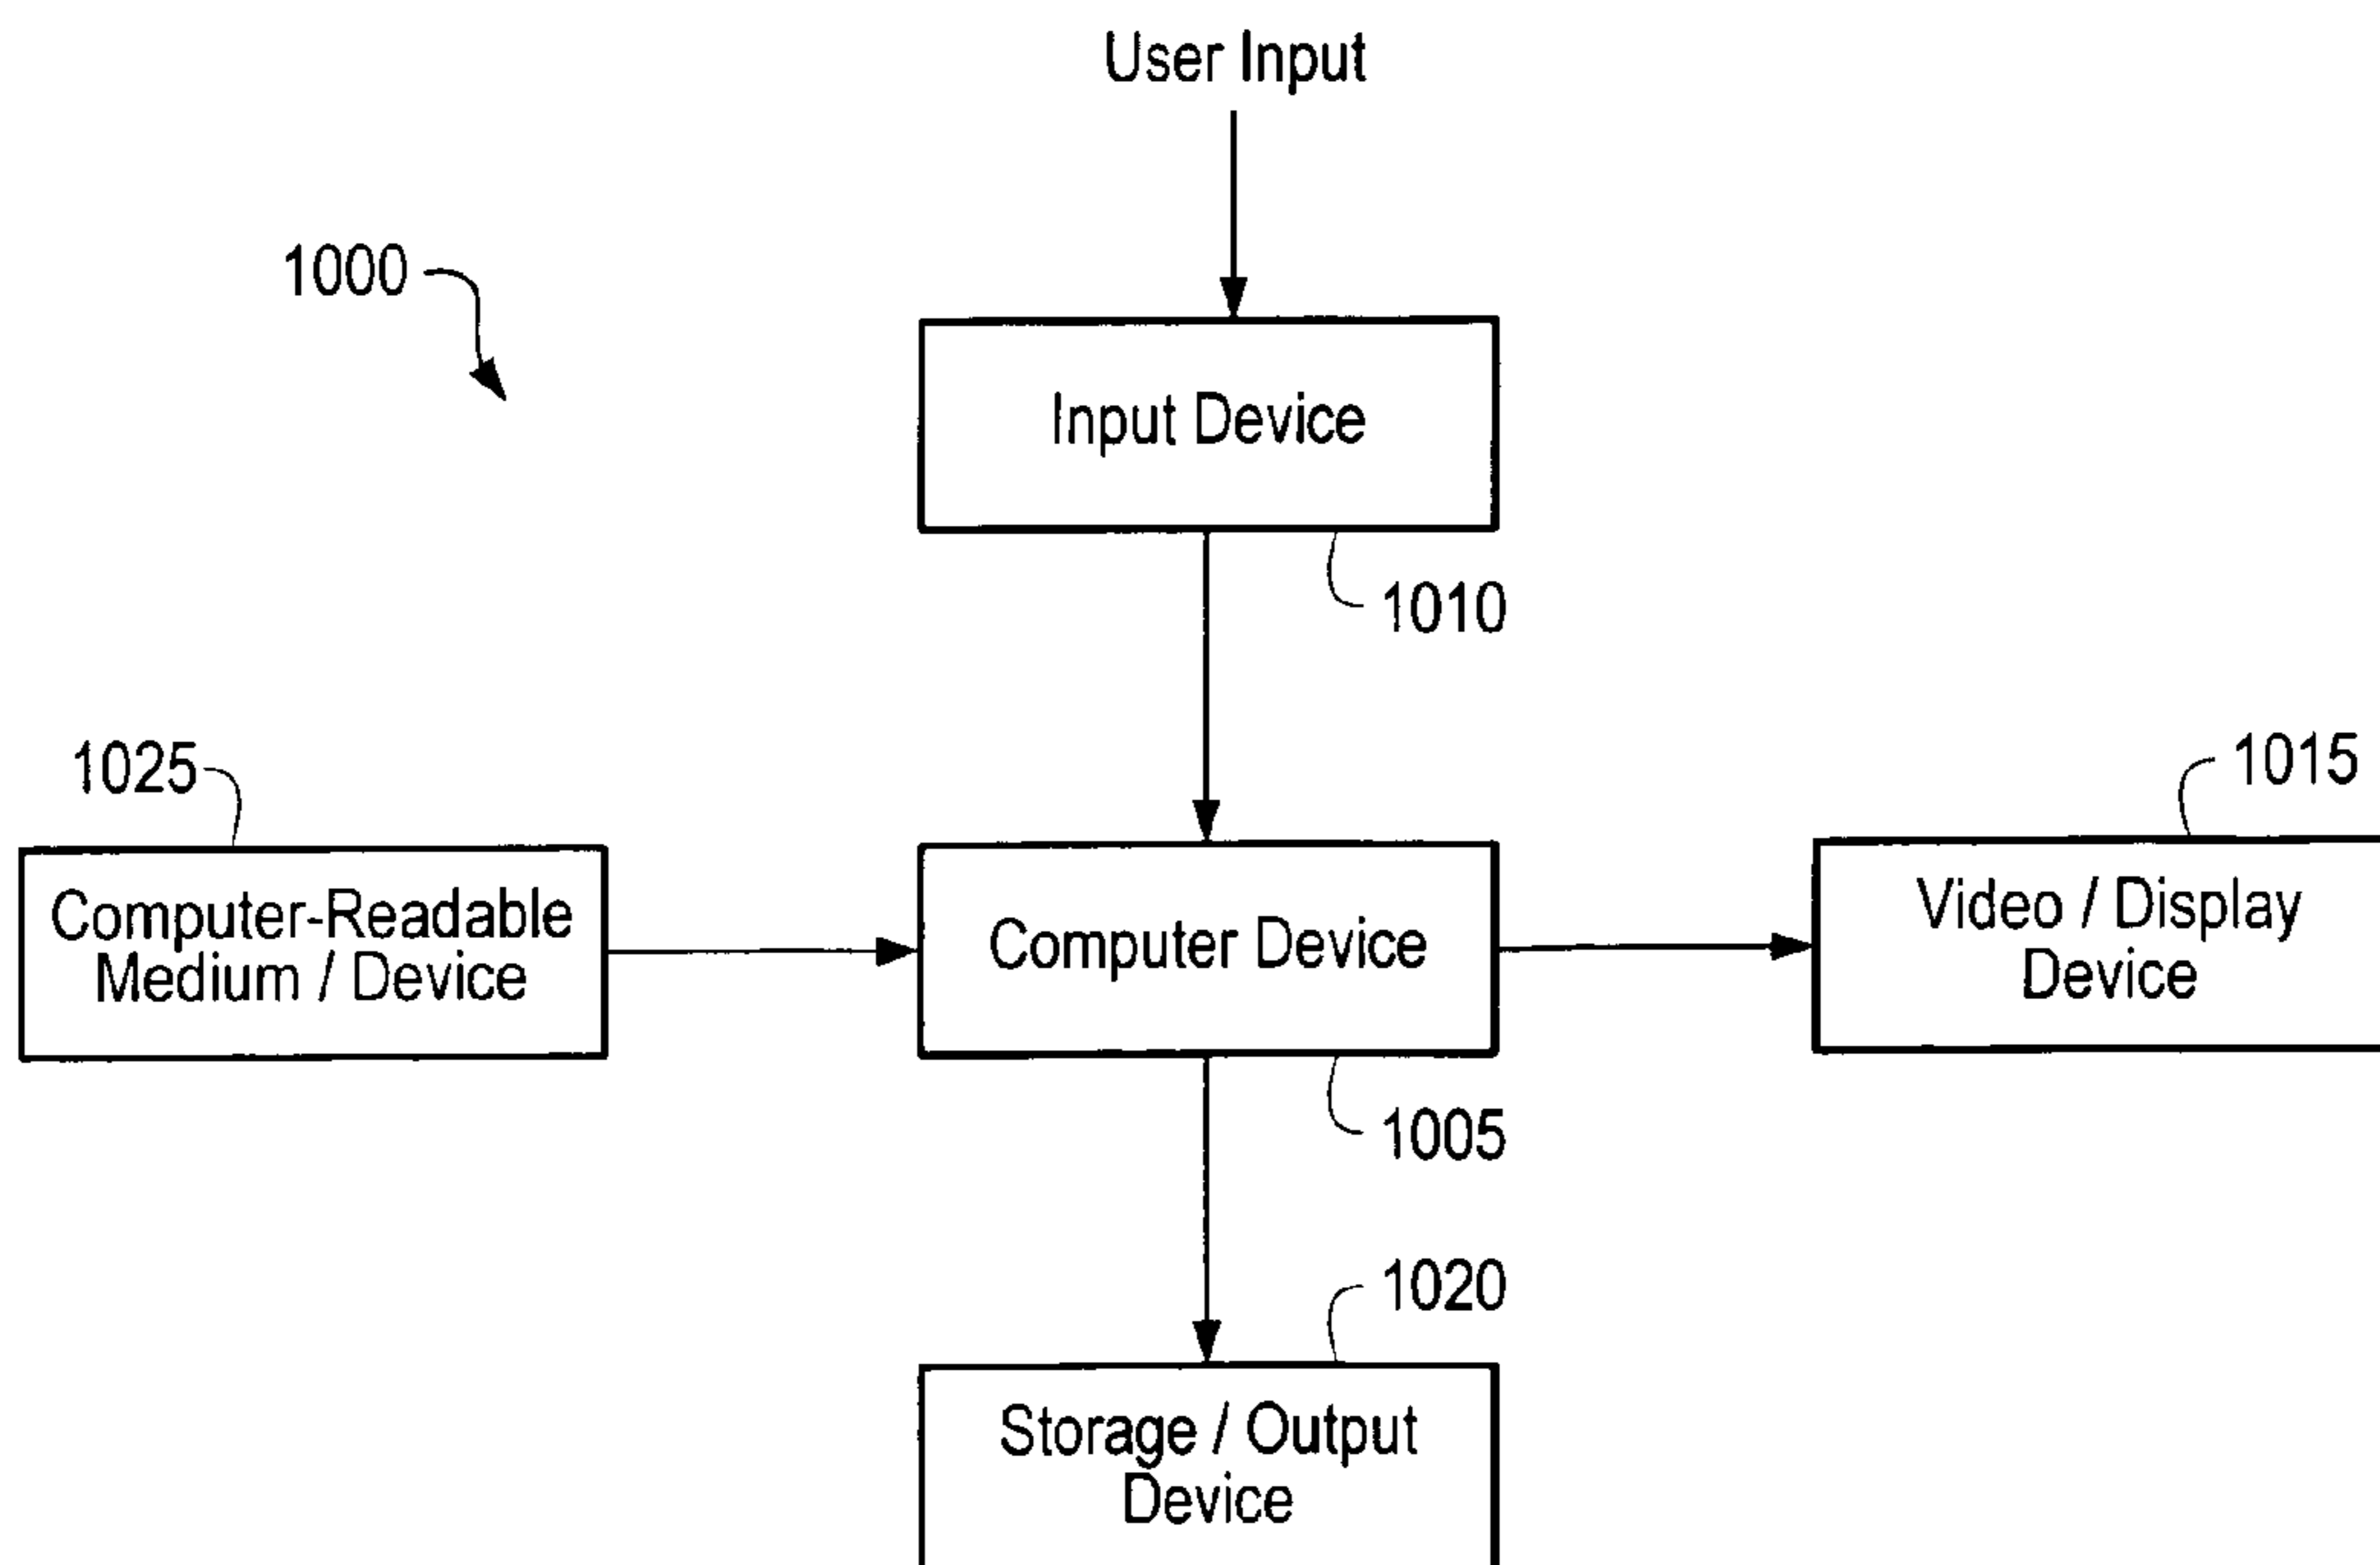 User Input
1000
Input Device
1010
1025
1015
Computer-Readable
Medium / Device
Computer Device
Video / Display
Device
1005
1020
Storage / Output
Device